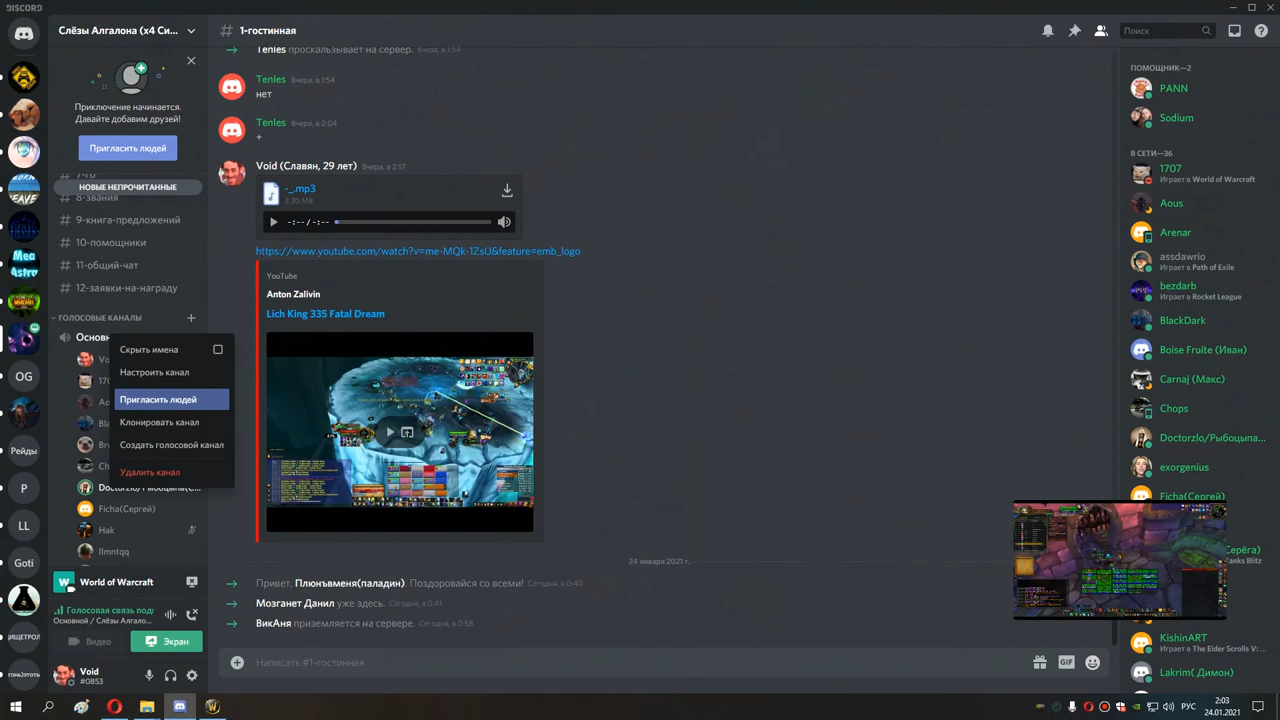 DISCORD
Слёзы Алгалона (x4 Си...
Приключение начинается.
Давайте добавим друзей!
Пригласить людей
НОВЫЕ НЕПРОЧИТАННЫЕ
8-звания
9-книга-предложений
10-помощники
11-общий-чат
12-заявки-на-награду
ГОЛОСОВЫЕ КАНАЛЫ
Скрыть имена
Настроить канал
Пригласить людей
Клонировать канал
Создать голосовой канал
Удалить канал
Ficha(Сергей)
Hak
Ilmntqq
OG
Рейды
P
LL
Goti
World of Warcraft
Голосовая связь под
Основной / Слёзы Алгало...
Видео
Экран
Void
#0853
1-гостинная
Tenles проскальзывает на сервер. Вчера, в 1:54
Tenles Вчера, в 1:54
нет
Tenles Вчера, в 2:04
+
Void (Славян, 29 лет) Вчера, в 2:17
-_.mp3
3.30 MB
-:-- / -:--
https://www.youtube.com/watch?v=me-MQk-1ZsU&feature=emb_logo
YouTube
Anton Zalivin
Lich King 335 Fatal Dream
24 января 2021 г.
Привет, Плюнъвменя(паладин). Поздоровайся со всеми! Сегодня, в 0:40
Мозганет Данил уже здесь. Сегодня, в 0:41
ВикАня приземляется на сервере. Сегодня, в 0:58
Написать #1-гостинная
GIF
Поиск
ПОМОЩНИК—2
PANN
Sodium
В СЕТИ—36
1707
Играет в World of Warcraft
Aous
Arenar
assdawrio
Играет в Path of Exile
bezdarb
Играет в Rocket League
BlackDark
Boise Fruite (Иван)
Carnaj (Макс)
Chops
Doctorzlo/Рыбоцыпа...
exorgenius
Ficha(Сергей)
KishinART
Играет в The Elder Scrolls V: ...
Lakrim( Димон)
РУС
2:03
24.01.2021